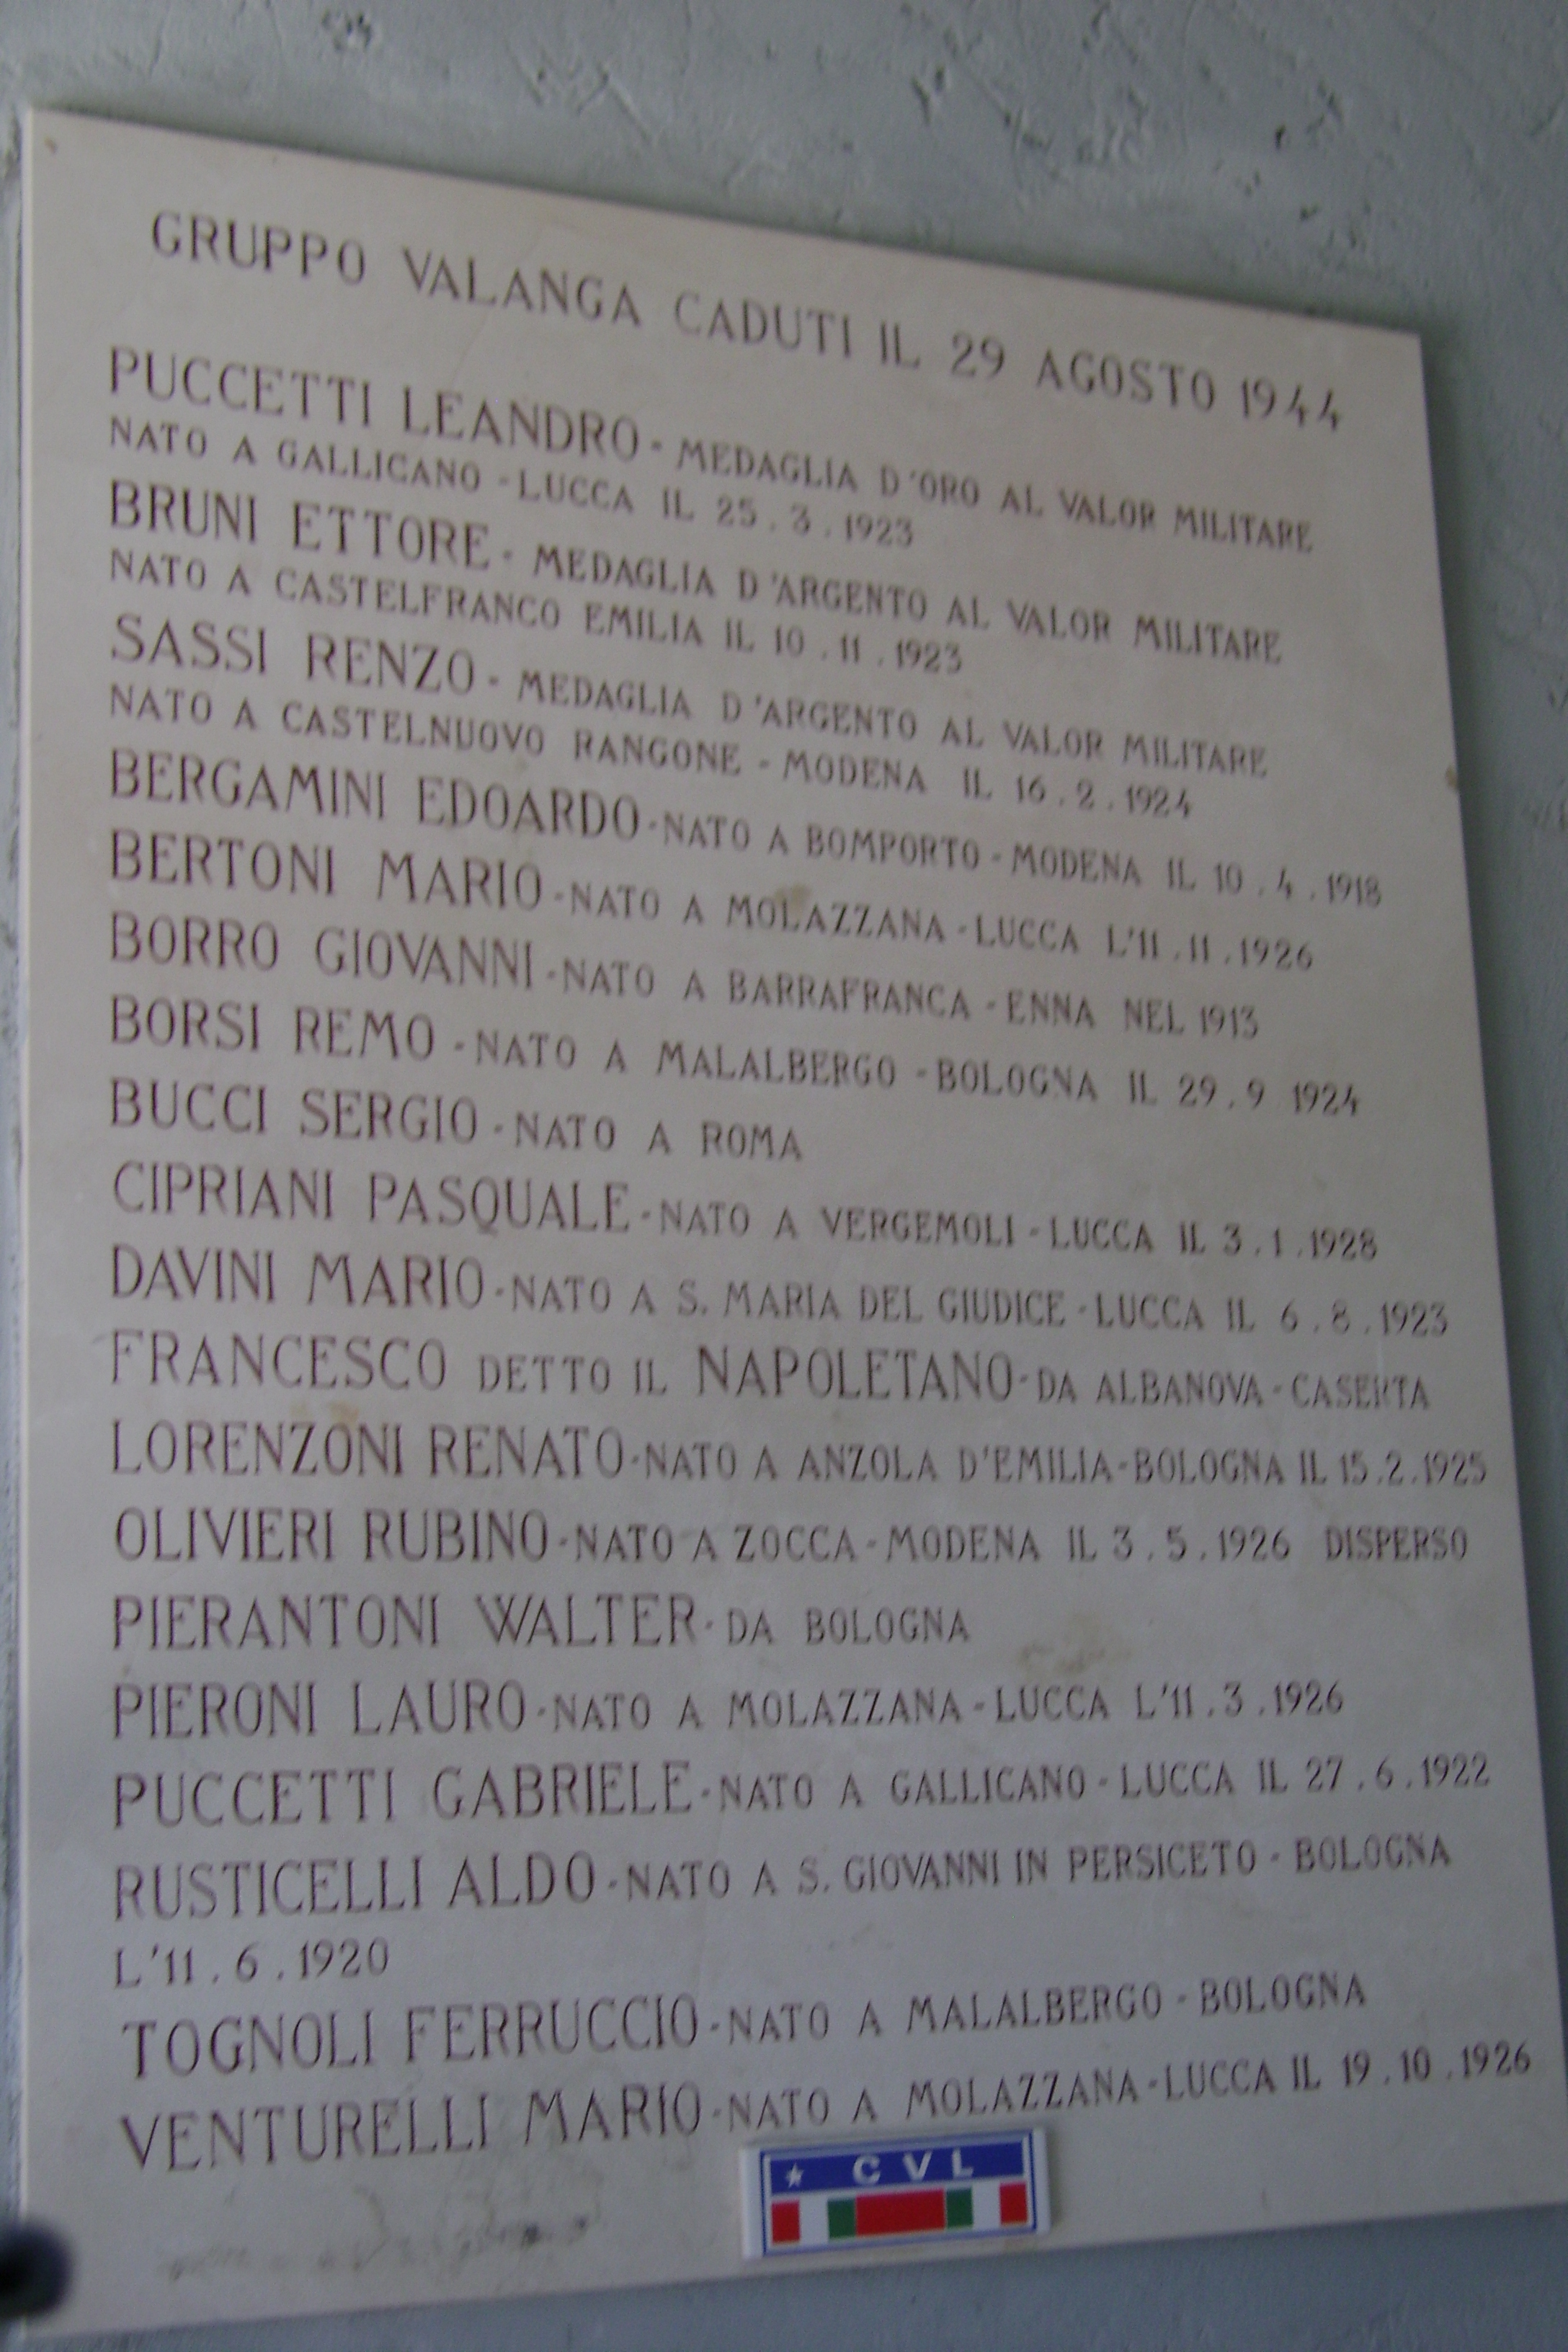 GRUPPO VALANGA CADUTI IL 29 AGOSTO 1944
PUCCETTI LEANDRO - MEDAGLIA D'ORO AL VALOR MILITARE
NATO A GALLICANO - LUCCA IL 25.3.1923
BRUNI ETTORE - MEDAGLIA D'ARGENTO AL VALOR MILITARE
NATO A CASTELFRANCO EMILIA IL 10.11.1923
SASSI RENZO - MEDAGLIA D'ARGENTO AL VALOR MILITARE
NATO A CASTELNUOVO RANGONE - MODENA IL 16.2.1924
BERGAMINI EDOARDO - NATO A BOMPORTO - MODENA IL 10.4.1918
BERTONI MARIO - NATO A MOLAZZANA - LUCCA L'11.11.1926
BORRO GIOVANNI - NATO A BARRAFRANCA - ENNA NEL 1913
BORSI REMO - NATO A MALALBERGO - BOLOGNA IL 29.9 1924
BUCCI SERGIO - NATO A ROMA
CIPRIANI PASQUALE - NATO A VERGEMOLI - LUCCA IL 3.1.1928
DAVINI MARIO - NATO A S. MARIA DEL GIUDICE - LUCCA IL 6.8.1923
FRANCESCO DETTO IL NAPOLETANO - DA ALBANOVA - CASERTA
LORENZONI RENATO - NATO A ANZOLA D'EMILIA - BOLOGNA IL 15.2.1925
OLIVIERI RUBINO - NATO A ZOCCA - MODENA IL 3.5.1926 DISPERSO
PIERANTONI WALTER - DA BOLOGNA
PIERONI LAURO - NATO A MOLAZZANA - LUCCA L'11.3.1926
PUCCETTI GABRIELE - NATO A GALLICANO - LUCCA IL 27.6.1922
RUSTICELLI ALDO - NATO A S. GIOVANNI IN PERSICETO - BOLOGNA
L'11.6.1920
TOGNOLI FERRUCCIO - NATO A MALALBERGO - BOLOGNA
VENTURELLI MARIO - NATO A MOLAZZANA - LUCCA IL 19.10.1926
CVL